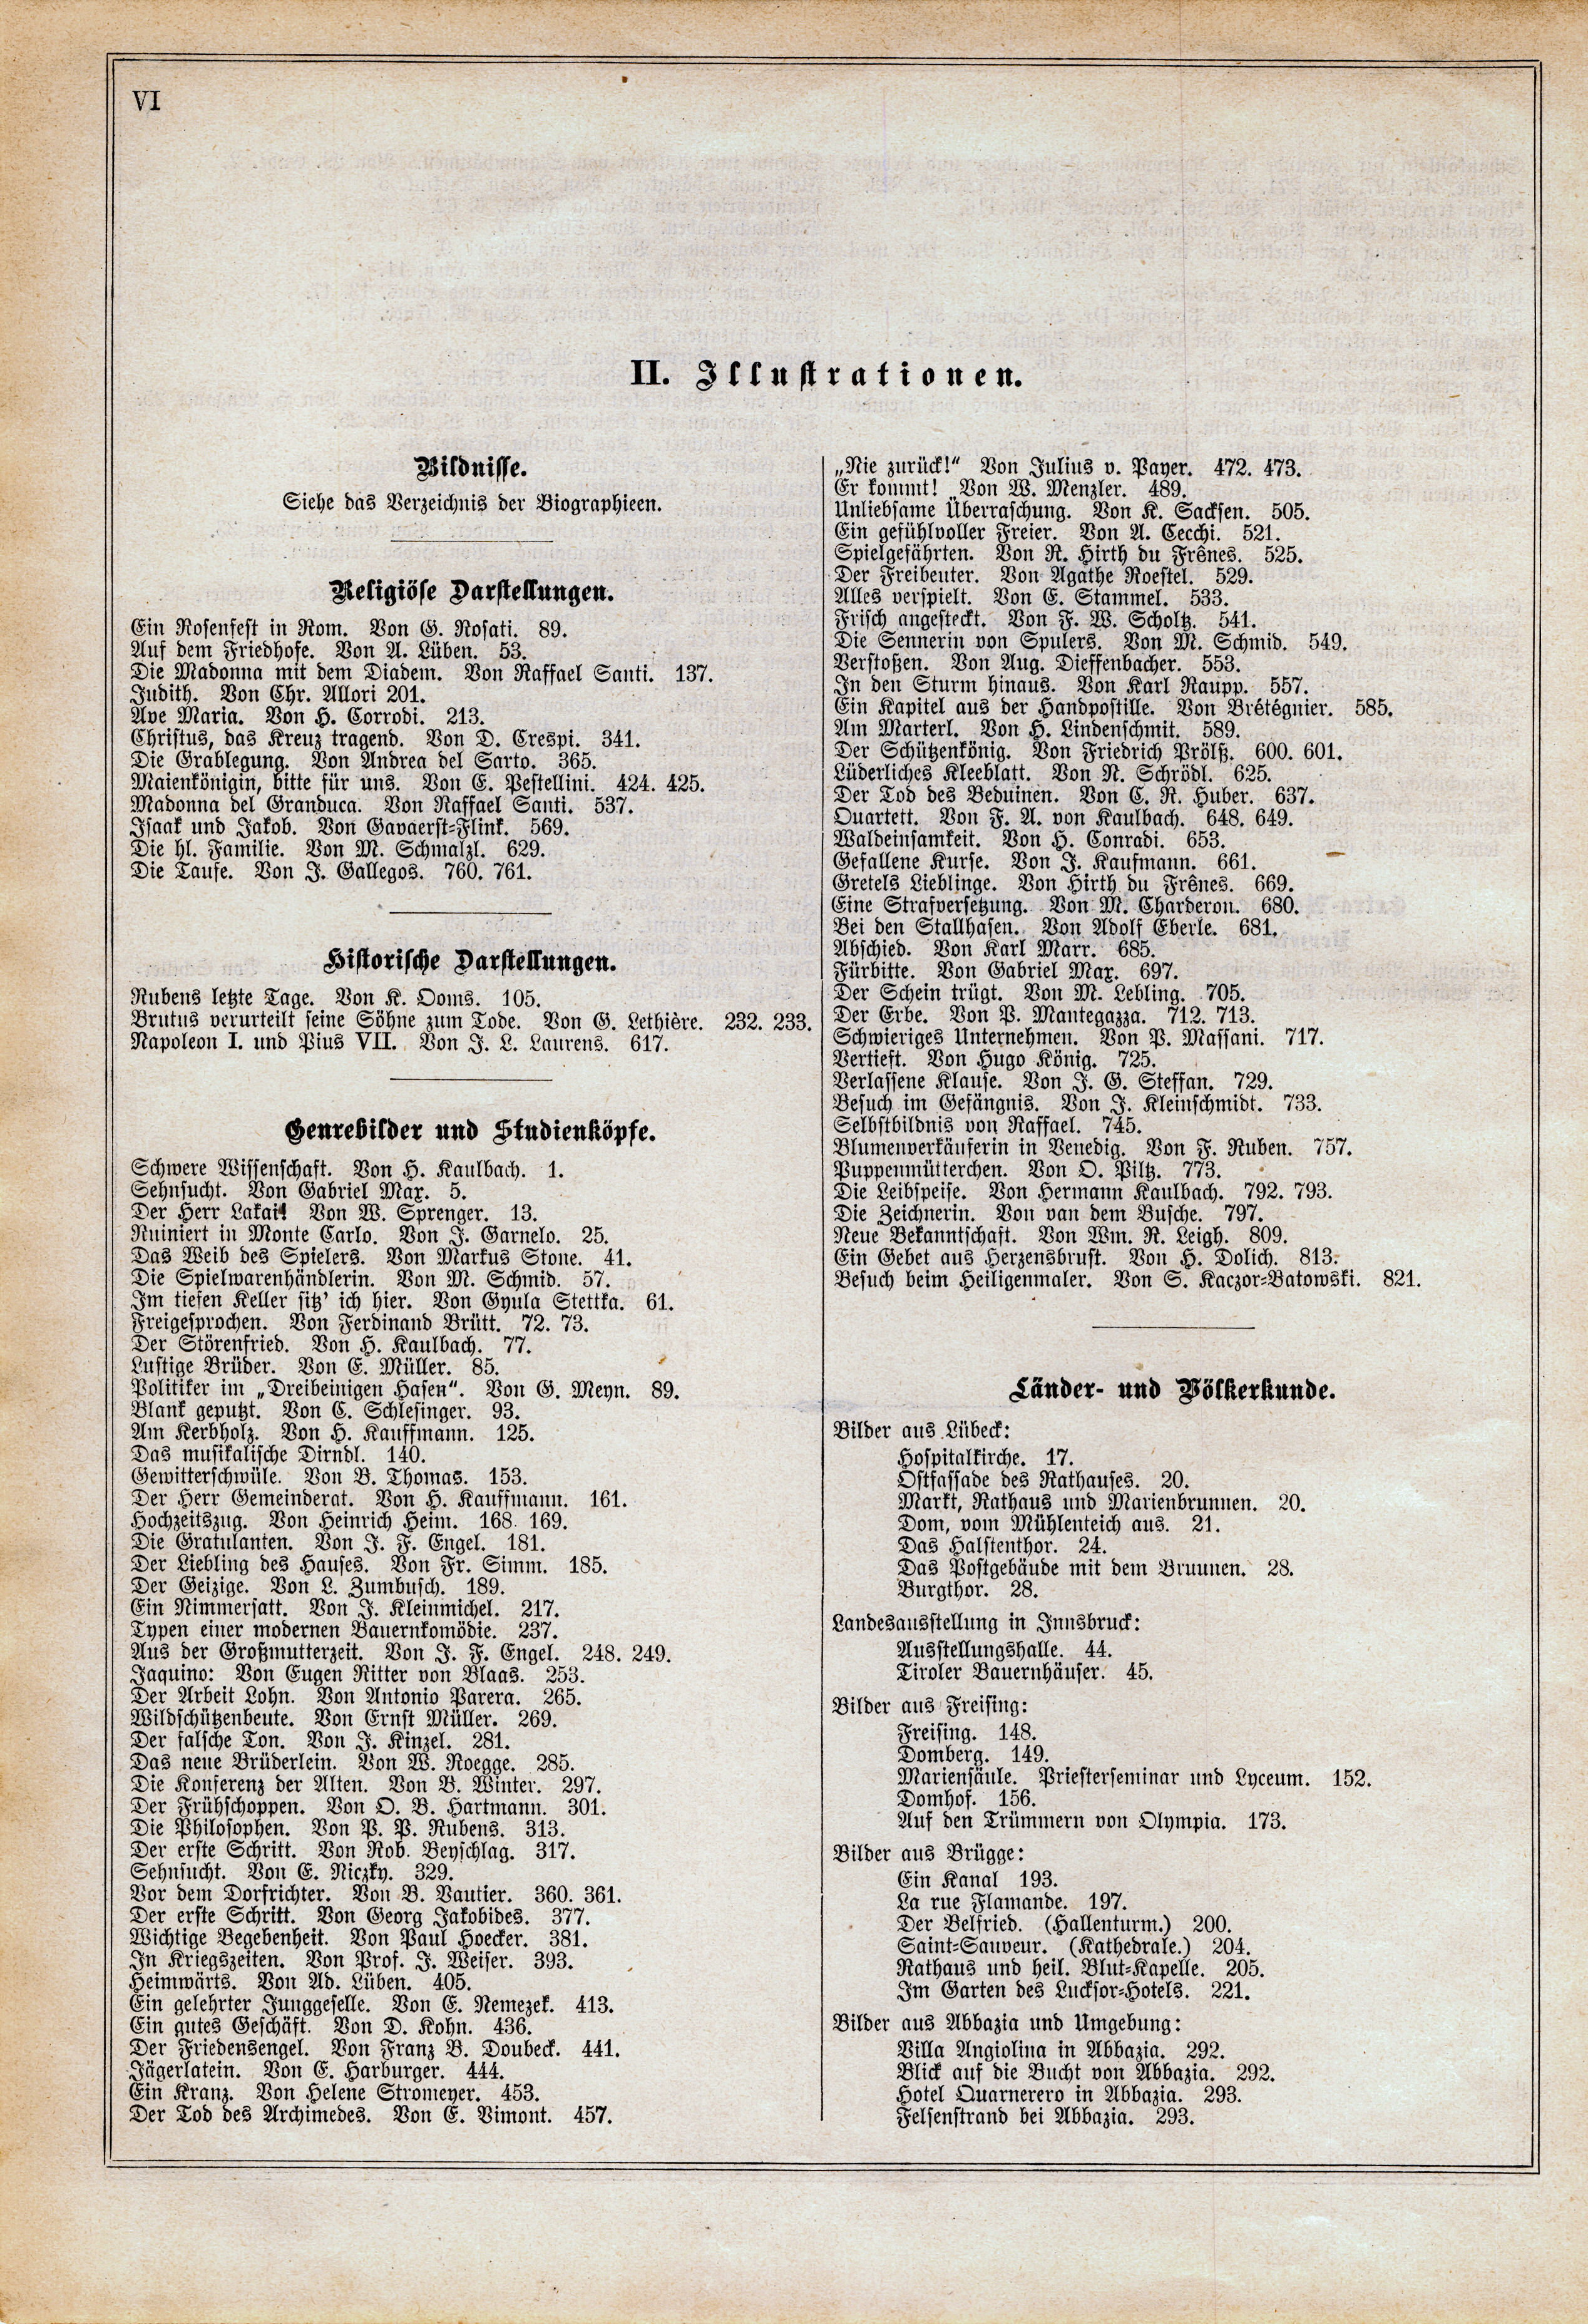 VI
II. Illustrationen.
Bildnisse.
Siehe das Verzeichnis der Biographieen.
Religiöse Darstellungen.
Ein Rosenfest in Rom. Von G. Rosati. 89.
Auf dem Friedhofe. Von A. Lüben. 53.
Die Madonna mit dem Diadem. Von Raffael Santi. 137.
Judith. Von Chr. Allori 201.
Ave Maria. Von H. Corrodi. 213.
Christus, das Kreuz tragend. Von D. Crespi. 341.
Die Grablegung. Von Andrea del Sarto. 365.
Maienkönigin, bitte für uns. Von E. Pestellini. 424. 425.
Madonna del Granduca. Von Raffael Santi. 537.
Isaak und Jakob. Von Gavaerst-Flink. 569.
Die hl. Familie. Von M. Schmalzl. 629.
Die Taufe. Von J. Gallegos. 760. 761.
Historische Darstellungen.
Rubens letzte Tage. Von K. Ooms. 105.
Brutus verurteilt seine Söhne zum Tode. Von G. Lethière. 232. 233.
Napoleon I. und Pius VII. Von J. L. Laurens. 617.
Genrebilder und Studienköpfe.
Schwere Wissenschaft. Von H. Kaulbach. 1.
Sehnsucht. Von Gabriel Max. 5.
Der Herr Lakai! Von W. Sprenger. 13.
Ruiniert in Monte Carlo. Von J. Garnelo. 25.
Das Weib des Spielers. Von Markus Stone. 41.
Die Spielwarenhändlerin. Von M. Schmid. 57.
Im tiefen Keller sitz’ ich hier. Von Gyula Stettka. 61.
Freigesprochen. Von Ferdinand Brütt. 72. 73.
Der Störenfried. Von H. Kaulbach. 77.
Lustige Brüder. Von E. Müller. 85.
Politiker im „Dreibeinigen Hasen“. Von G. Meyn. 89.
Blank geputzt. Von C. Schlesinger. 93.
Am Kerbholz. Von H. Kauffmann. 125.
Das musikalische Dirndl. 140.
Gewitterschwüle. Von B. Thomas. 153.
Der Herr Gemeinderat. Von H. Kauffmann. 161.
Hochzeitszug. Von Heinrich Heim. 168. 169.
Die Gratulanten. Von J. F. Engel. 181.
Der Liebling des Hauses. Von Fr. Simm. 185.
Der Geizige. Von L. Zumbusch. 189.
Ein Nimmersatt. Von J. Kleinmichel. 217.
Typen einer modernen Bauernkomödie. 237.
Aus der Großmutterzeit. Von J. F. Engel. 248. 249.
Jaquino: Von Eugen Ritter von Blaas. 253.
Der Arbeit Lohn. Von Antonio Parera. 265.
Wildschützenbeute. Von Ernst Müller. 269.
Der falsche Ton. Von J. Kinzel. 281.
Das neue Brüderlein. Von W. Roegge. 285.
Die Konferenz der Alten. Von B. Winter. 297.
Der Frühschoppen. Von O. B. Hartmann. 301.
Die Philosophen. Von P. P. Rubens. 313.
Der erste Schritt. Von Rob. Beyschlag. 317.
Sehnsucht. Von E. Niczky. 329.
Vor dem Dorfrichter. Von B. Vautier. 360. 361.
Der erste Schritt. Von Georg Jakobides. 377.
Wichtige Begebenheit. Von Paul Hoecker. 381.
In Kriegszeiten. Von Prof. J. Weiser. 393.
Heimwärts. Von Ad. Lüben. 405.
Ein gelehrter Junggeselle. Von E. Nemezek. 413.
Ein gutes Geschäft. Von D. Kohn. 436.
Der Friedensengel. Von Franz B. Doubeck. 441.
Jägerlatein. Von E. Harburger. 444.
Ein Kranz. Von Helene Stromeyer. 453.
Der Tod des Archimedes. Von E. Vimont. 457.
„Nie zurück!“ Von Julius v. Payer. 472. 473.
Er kommt! Von W. Menzler. 489.
Unliebsame Überraschung. Von K. Sacksen. 505.
Ein gefühlvoller Freier. Von A. Cecchi. 521.
Spielgefährten. Von R. Hirth du Frênes. 525.
Der Freibeuter. Von Agathe Roestel. 529.
Alles verspielt. Von E. Stammel. 533.
Frisch angesteckt. Von F. W. Scholtz. 541.
Die Sennerin von Spulers. Von M. Schmid. 549.
Verstoßen. Von Aug. Dieffenbacher. 553.
In den Sturm hinaus. Von Karl Raupp. 557.
Ein Kapitel aus der Handpostille. Von Brétégnier. 585.
Am Marterl. Von H. Lindenschmit. 589.
Der Schützenkönig. Von Friedrich Prölß. 600. 601.
Lüderliches Kleeblatt. Von N. Schrödl. 625.
Der Tod des Beduinen. Von C. R. Huber. 637.
Quartett. Von F. A. von Kaulbach. 648. 649.
Waldeinsamkeit. Von H. Conradi. 653.
Gefallene Kurse. Von J. Kaufmann. 661.
Gretels Lieblinge. Von Hirth du Frênes. 669.
Eine Strafversetzung. Von M. Charderon. 680.
Bei den Stallhasen. Von Adolf Eberle. 681.
Abschied. Von Karl Marr. 685.
Fürbitte. Von Gabriel Max. 697.
Der Schein trügt. Von M. Lebling. 705.
Der Erbe. Von P. Mantegazza. 712. 713.
Schwieriges Unternehmen. Von P. Massani. 717.
Vertieft. Von Hugo König. 725.
Verlassene Klause. Von J. G. Steffan. 729.
Besuch im Gefängnis. Von J. Kleinschmidt. 733.
Selbstbildnis von Raffael. 745.
Blumenverkäuferin in Venedig. Von F. Ruben. 757.
Puppenmütterchen. Von O. Piltz. 773.
Die Leibspeise. Von Hermann Kaulbach. 792. 793.
Die Zeichnerin. Von van dem Busche. 797.
Neue Bekanntschaft. Von Wm. R. Leigh. 809.
Ein Gebet aus Herzensbrust. Von H. Dolich. 813.
Besuch beim Heiligenmaler. Von S. Kaczor-Batowski. 821.
Länder- und Völkerkunde.
Bilder aus Lübeck:
Hospitalkirche. 17.
Ostfassade des Rathauses. 20.
Markt, Rathaus und Marienbrunnen. 20.
Dom, vom Mühlenteich aus. 21.
Das Halstenthor. 24.
Das Postgebäude mit dem Brunnen. 28.
Burgthor. 28.
Landesausstellung in Innsbruck:
Ausstellungshalle. 44.
Tiroler Bauernhäuser. 45.
Bilder aus Freising:
Freising. 148.
Domberg. 149.
Mariensäule. Priesterseminar und Lyceum. 152.
Domhof. 156.
Auf den Trümmern von Olympia. 173.
Bilder aus Brügge:
Ein Kanal 193.
La rue Flamande. 197.
Der Belfried. (Hallenturm.) 200.
Saint-Sauveur. (Kathedrale.) 204.
Rathaus und heil. Blut-Kapelle. 205.
Im Garten des Lucksor-Hotels. 221.
Bilder aus Abbazia und Umgebung:
Villa Angiolina in Abbazia. 292.
Blick auf die Bucht von Abbazia. 292.
Hotel Quarnerero in Abbazia. 293.
Felsenstrand bei Abbazia. 293.